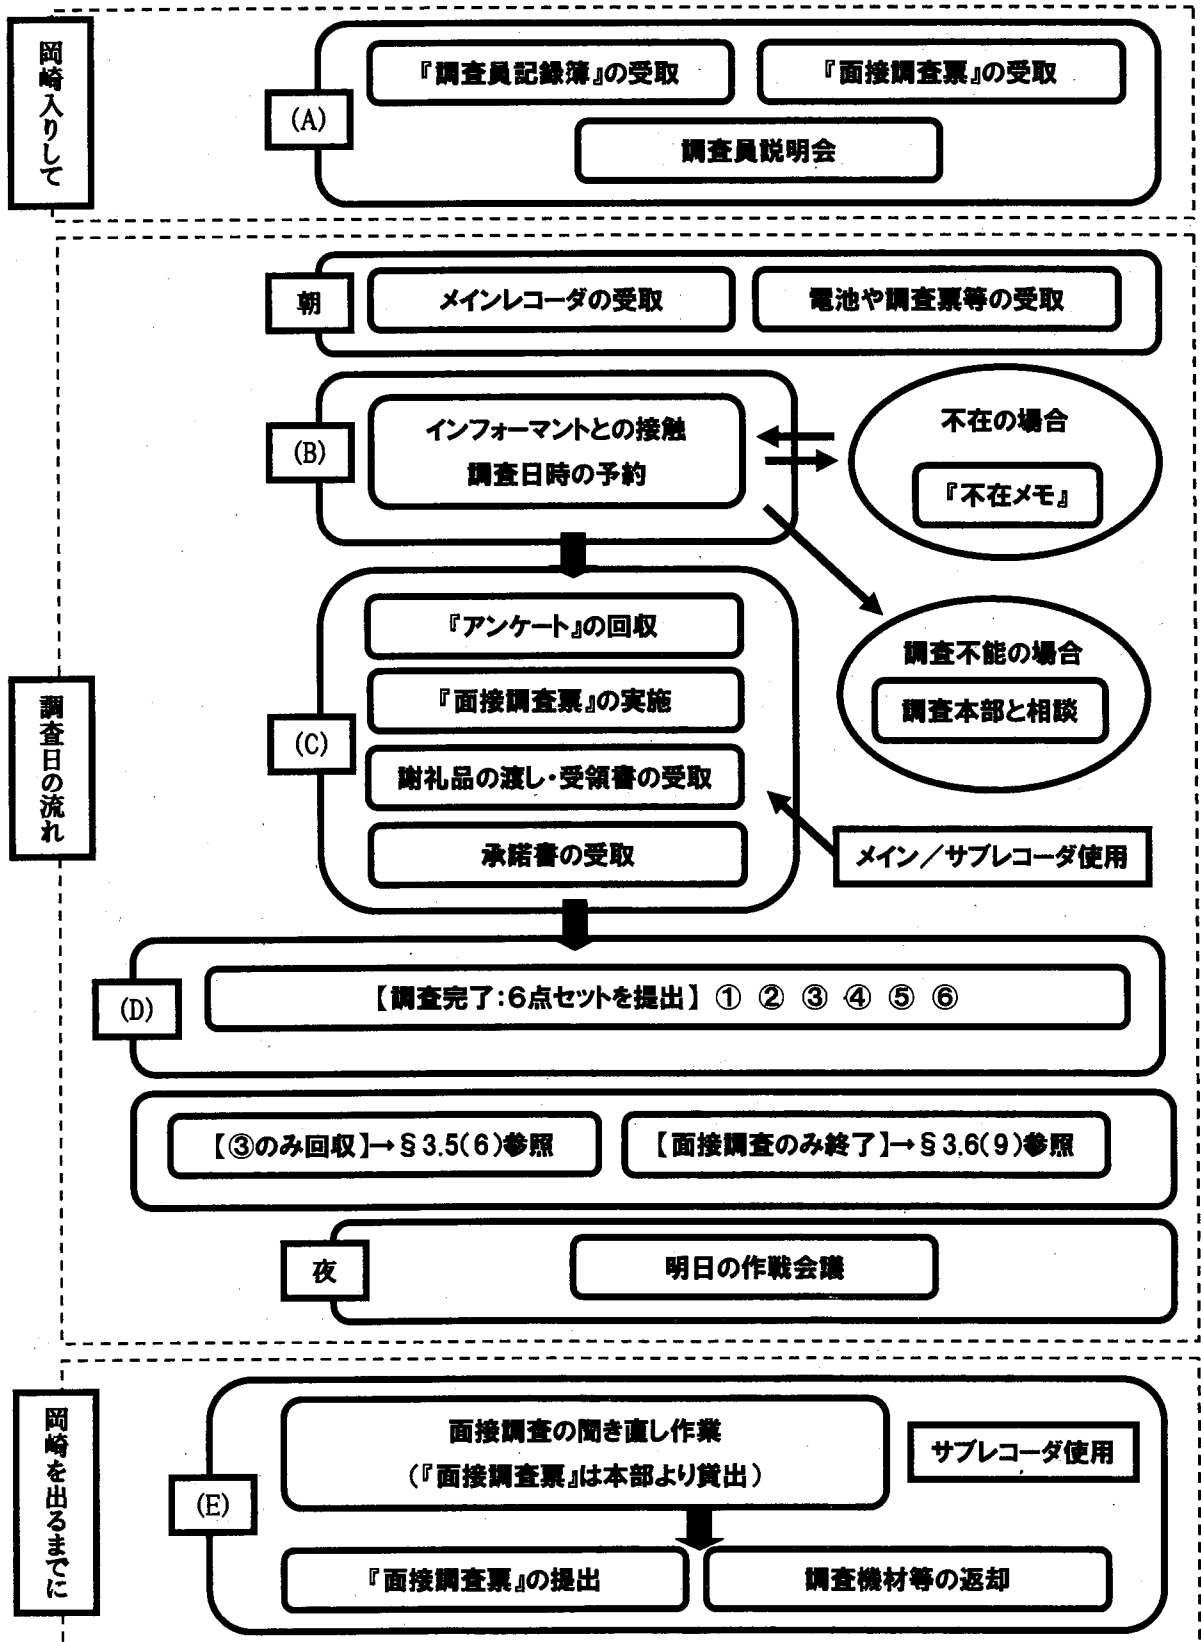 岡崎入りして
(A)
『調査員記録簿』の受取
『面接調査票』の受取
調査員説明会
調査日の流れ
朝
メインレコーダの受取
電池や調査票等の受取
(B)
インフォーマントとの接触
調査日時の予約
不在の場合
『不在メモ』
調査不能の場合
調査本部と相談
(C)
『アンケート』の回収
『面接調査票』の実施
謝礼品の渡し・受領書の受取
承諾書の受取
メイン／サブレコーダ使用
(D)
【調査完了：６点セットを提出】 ① ② ③ ④ ⑤ ⑥
【③のみ回収】→§3.5(6)参照
【面接調査のみ終了】→§3.6(9)参照
夜
明日の作戦会議
岡崎を出るまでに
(E)
面接調査の聞き直し作業
（『面接調査票』は本部より貸出）
サブレコーダ使用
『面接調査票』の提出
調査機材等の返却